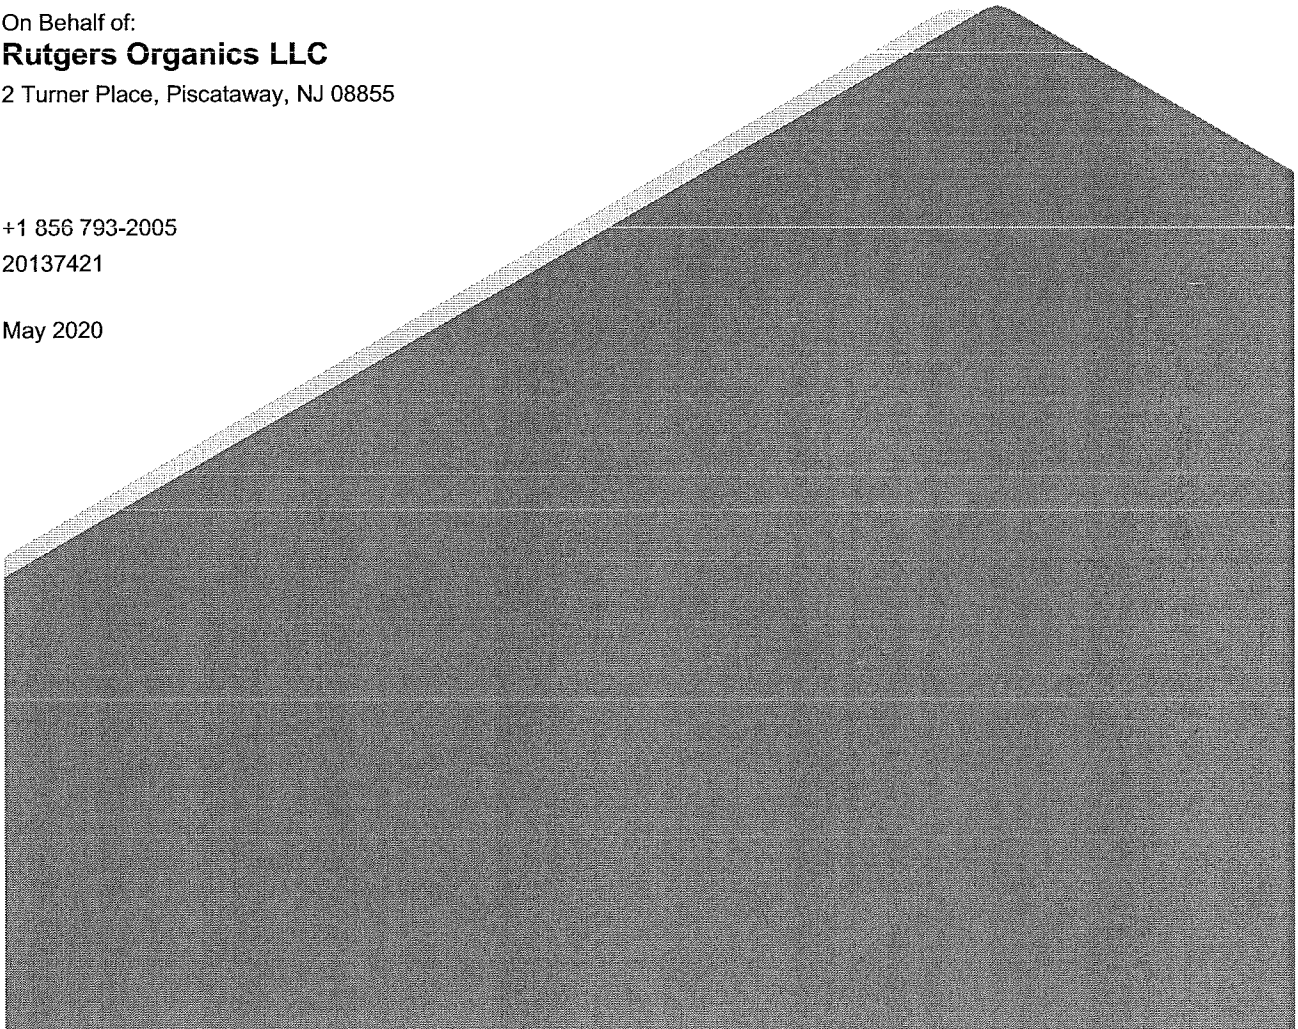 On Behalf of:
Rutgers Organics LLC
2 Turner Place, Piscataway, NJ 08855
+1 856 793-2005
20137421
May 2020